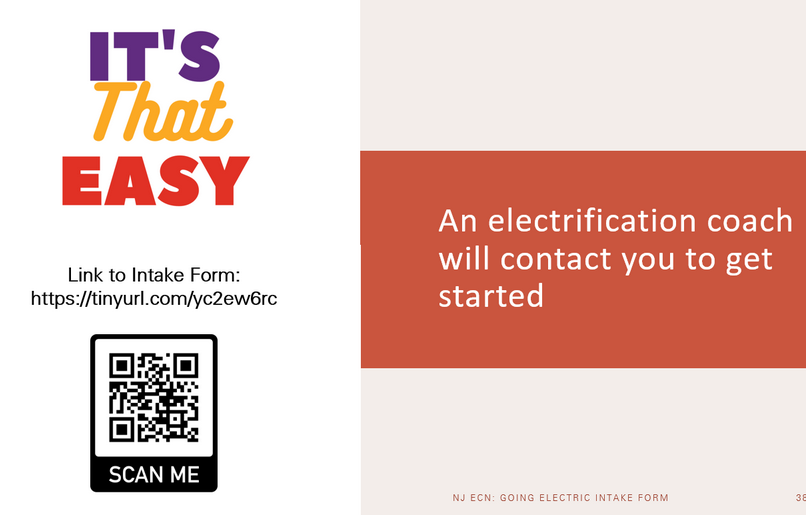 IT'S
That
EASY
Link to Intake Form:
https://tinyurl.com/yc2ew6rc
SCAN ME
An electrification coach
will contact you to get
started
NJ ECN: GOING ELECTRIC INTAKE FORM
38